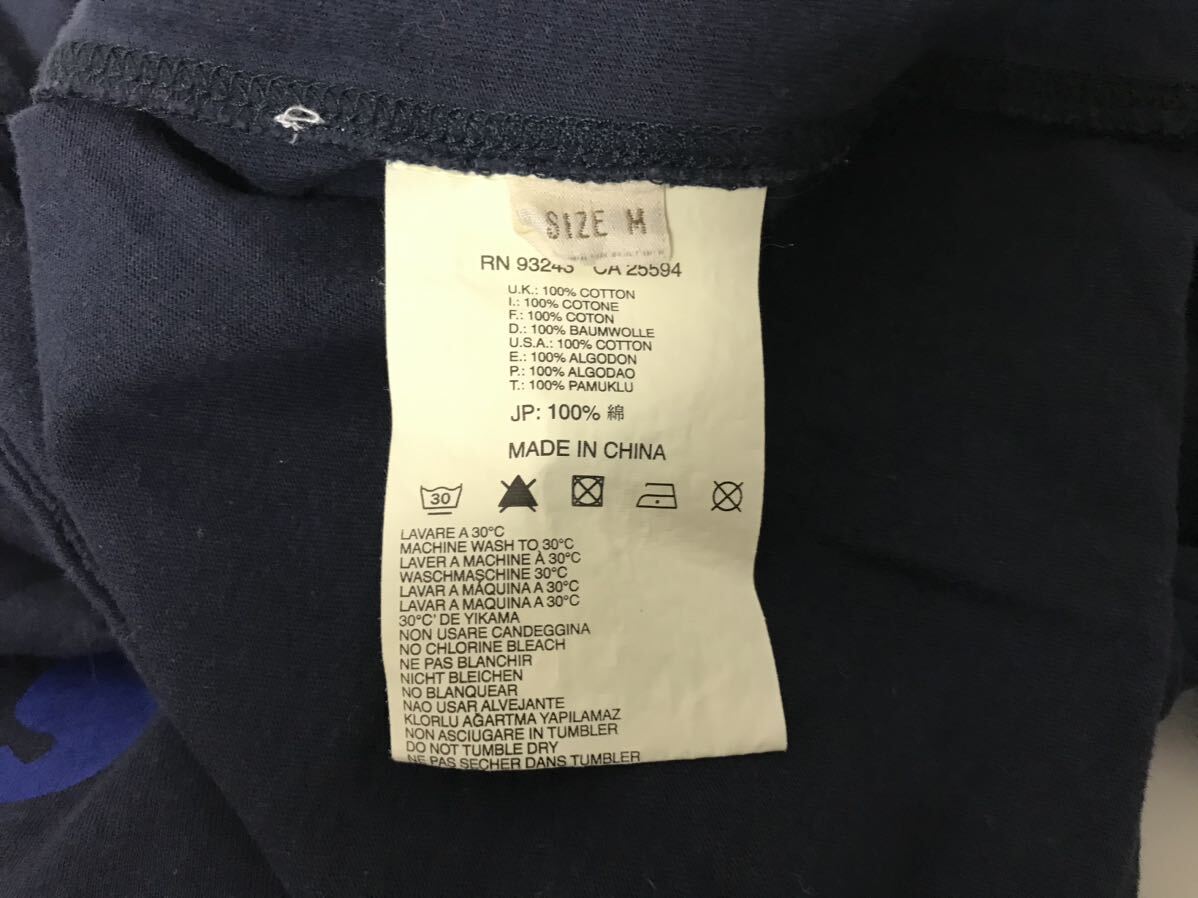 SIZE M
RN 93243 CA 25594
U.K.: 100% COTTON
I.: 100% COTONE
F.: 100% COTON
D.: 100% BAUMWOLLE
U.S.A.: 100% COTTON
E.: 100% ALGODON
P.: 100% ALGODAO
T.: 100% PAMUKLU
JP: 100% 綿
MADE IN CHINA
30
LAVARE A 30°C
MACHINE WASH TO 30°C
LAVER A MACHINE À 30°C
WASCHMASCHINE 30°C
LAVAR A MÁQUINA A 30°C
LAVAR A MAQUINA A 30°C
30°C' DE YIKAMA
NON USARE CANDEGGINA
NO CHLORINE BLEACH
NE PAS BLANCHIR
NICHT BLEICHEN
NO BLANQUEAR
NAO USAR ALVEJANTE
KLORLU AĞARTMA YAPILAMAZ
NON ASCIUGARE IN TUMBLER
DO NOT TUMBLE DRY
NE PAS SECHER DANS TUMBLER